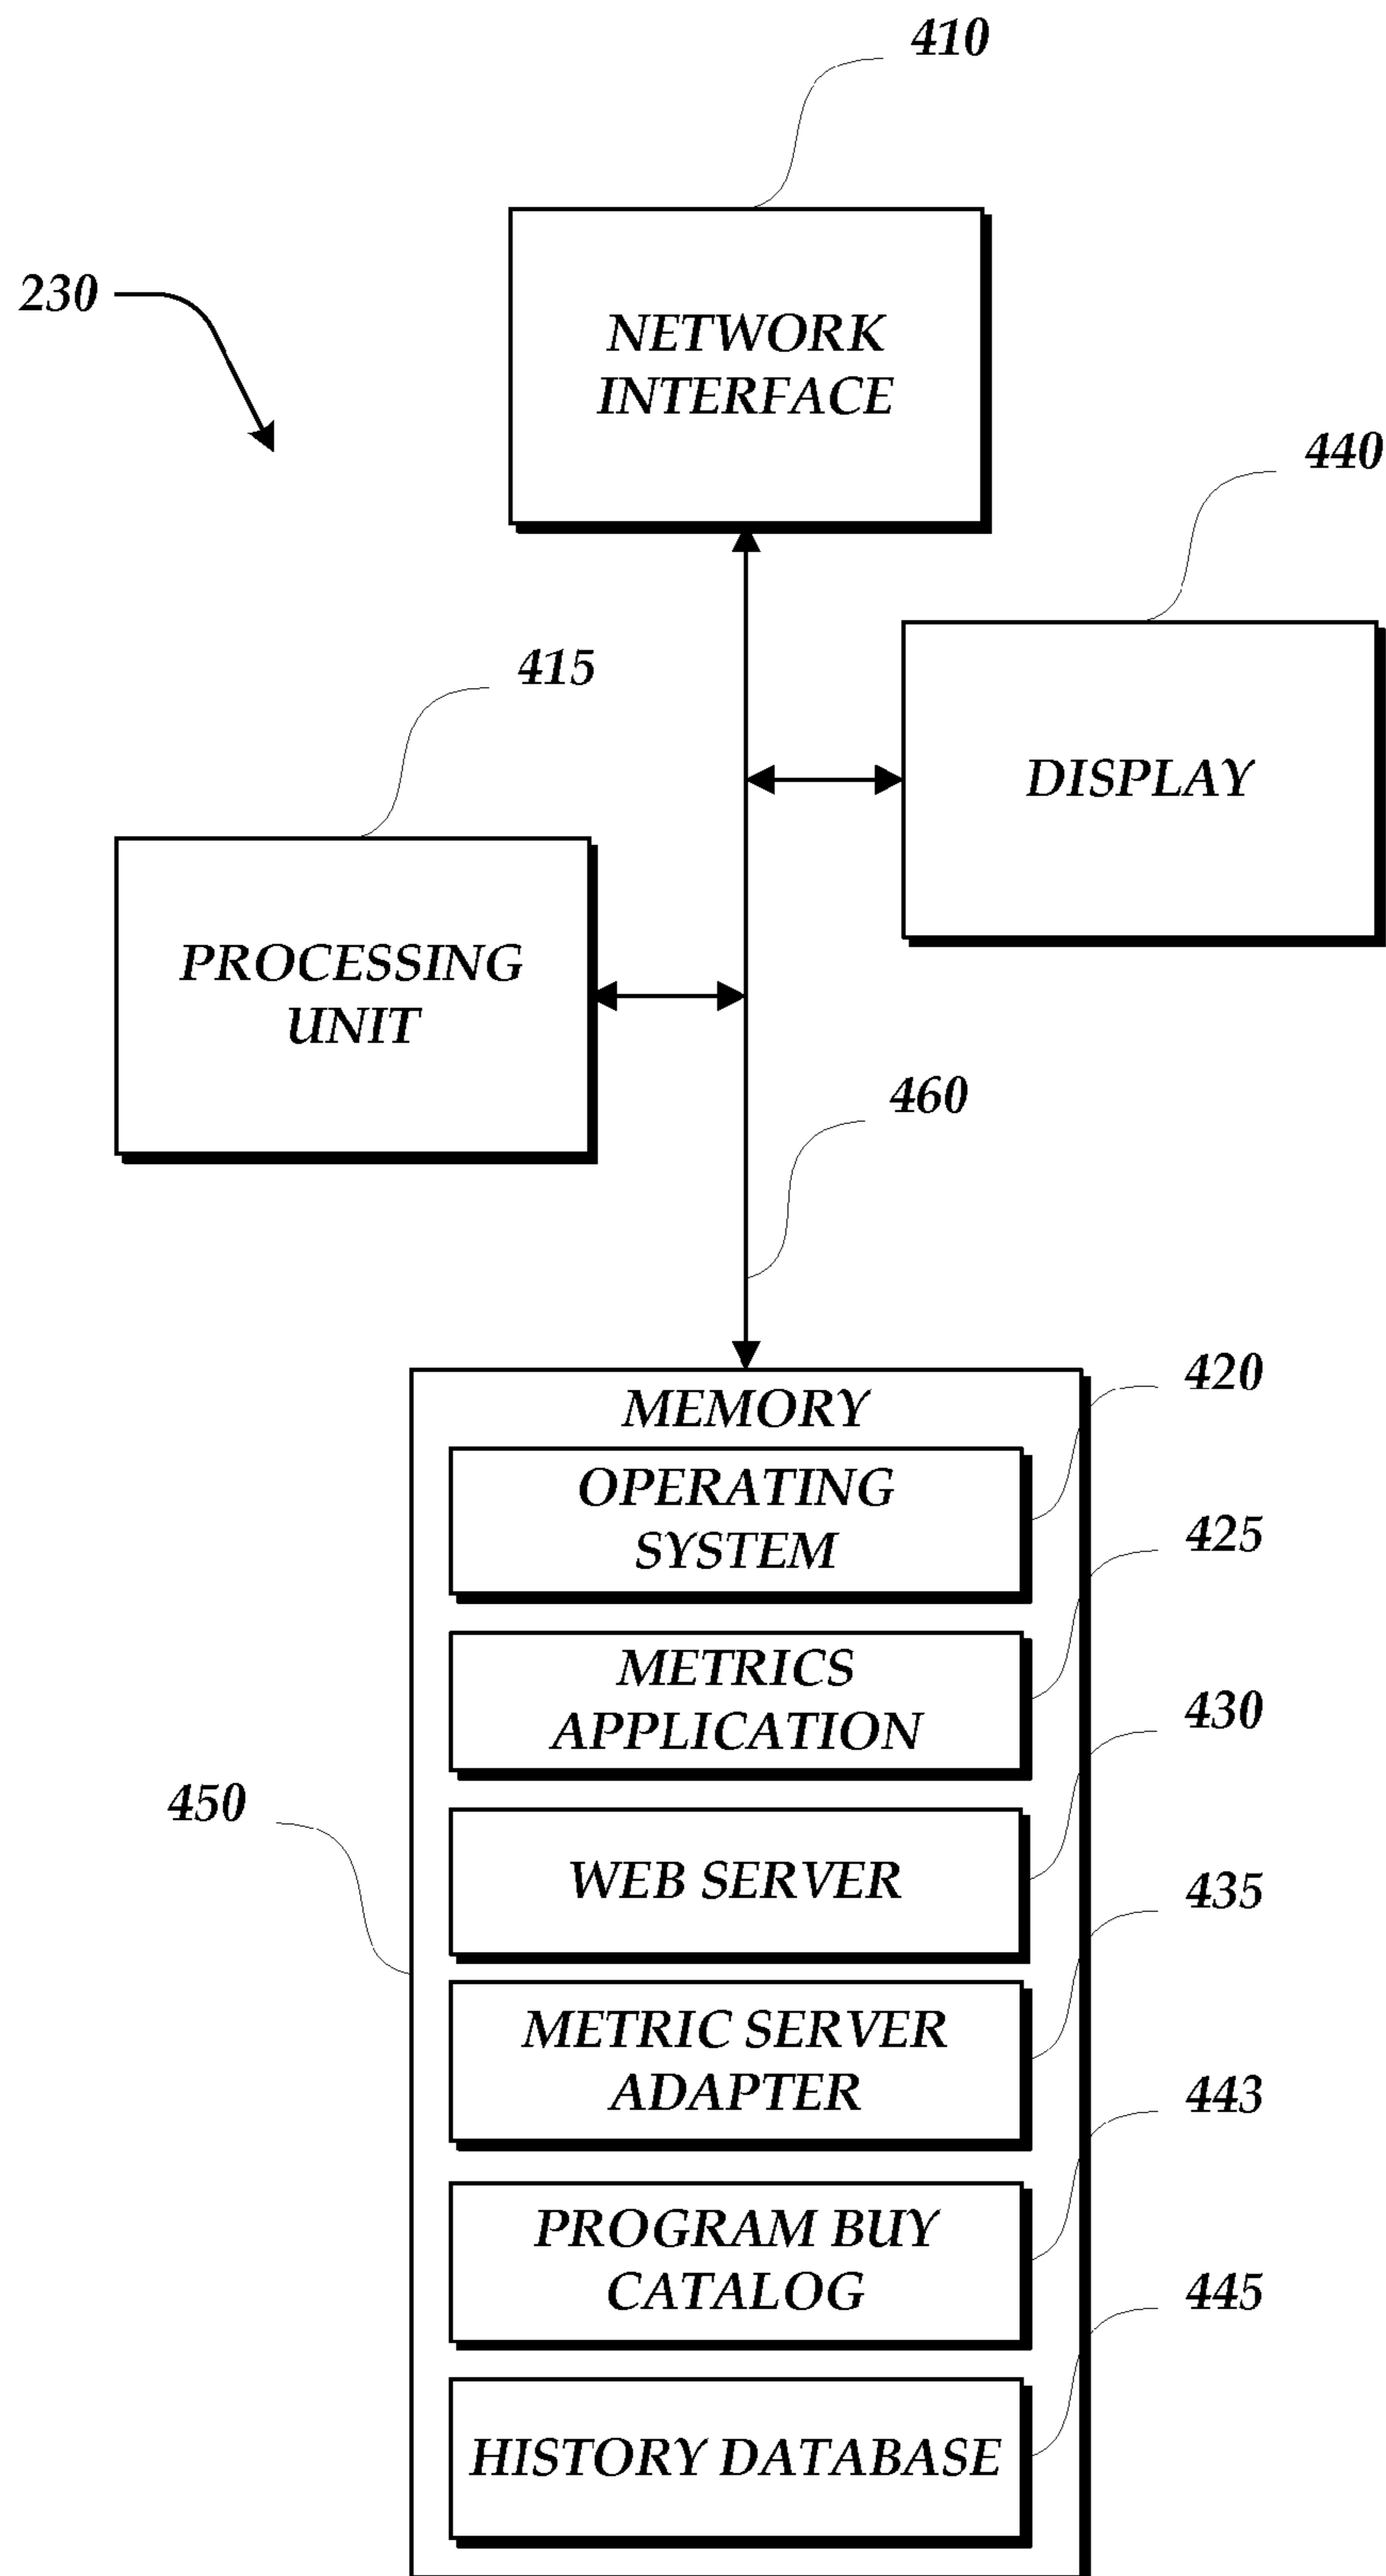 410
230
NETWORK
INTERFACE
440
415
DISPLAY
PROCESSING
UNIT
460
MEMORY
420
OPERATING
SYSTEM
425
METRICS
APPLICATION
430
450
WEB SERVER
435
METRIC SERVER
ADAPTER
443
PROGRAM BUY
CATALOG
445
HISTORY DATABASE